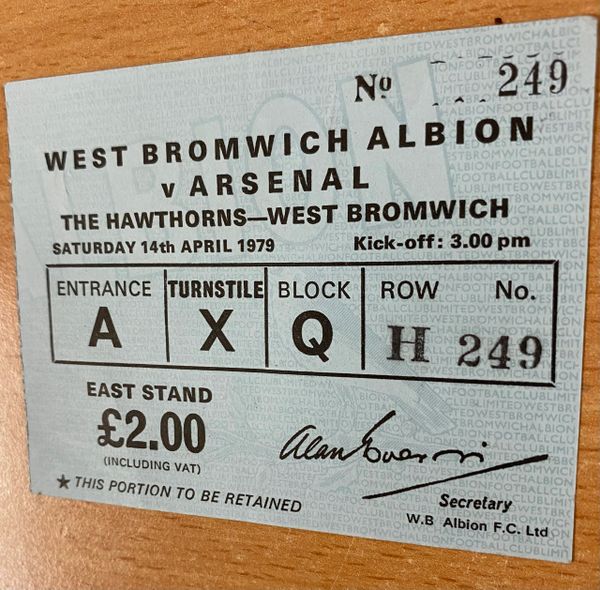 Nº 249
WEST BROMWICH ALBION
v ARSENAL
THE HAWTHORNS—WEST BROMWICH
SATURDAY 14th APRIL 1979 Kick-off: 3.00 pm
ENTRANCE TURNSTILE BLOCK ROW No.
A X Q H 249
EAST STAND
£2.00
(INCLUDING VAT)
★ THIS PORTION TO BE RETAINED
Alan
Secretary
W.B Albion F.C. Ltd